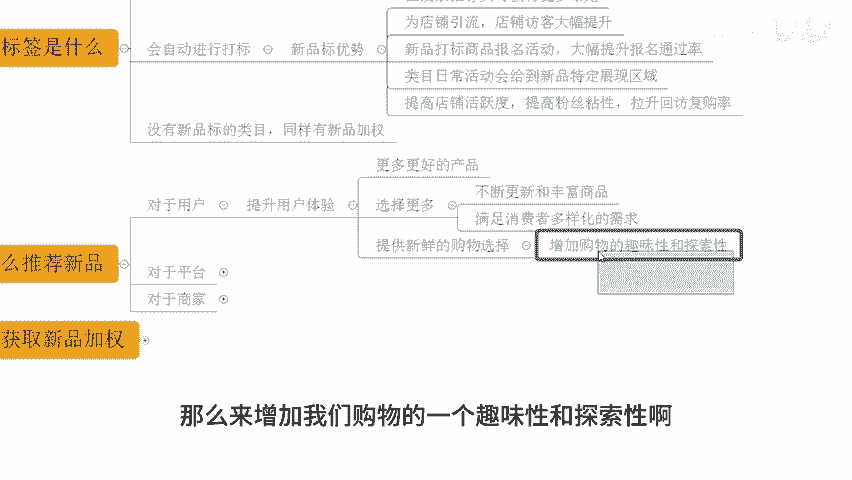 为店铺引流，店铺访客大幅提升
标签是什么
会自动进行打标
新品标优势
新品打标商品报名活动，大幅提升报名通过率
类目日常活动会给到新品特定展现区域
提高店铺活跃度，提高粉丝粘性，拉升回访复购率
没有新品标的类目，同样有新品加权
更多更好的产品
对于用户
提升用户体验
选择更多
不断更新和丰富商品
满足消费者多样化的需求
提供新鲜的购物选择
增加购物的趣味性和探索性
么推荐新品
对于平台
对于商家
获取新品加权
那么来增加我们购物的一个趣味性和探索性啊